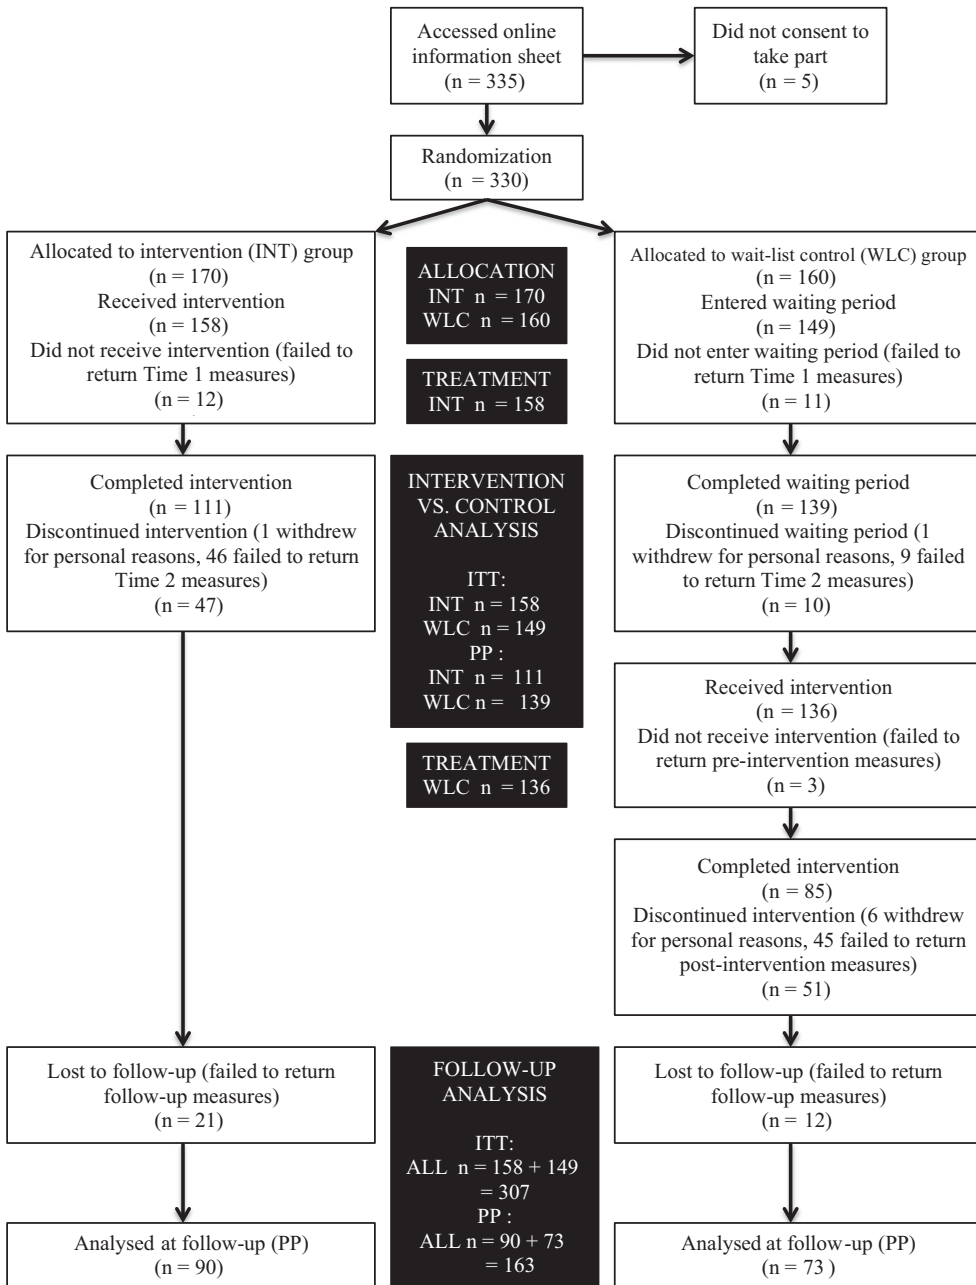 Accessed online
information sheet
(n = 335)
Did not consent to
take part
(n = 5)
Randomization
(n = 330)
Allocated to intervention (INT) group
(n = 170)
Received intervention
(n = 158)
Did not receive intervention (failed to
return Time 1 measures)
(n = 12)
ALLOCATION
INT n = 170
WLC n = 160
TREATMENT
INT n = 158
Allocated to wait-list control (WLC) group
(n = 160)
Entered waiting period
(n = 149)
Did not enter waiting period (failed to
return Time 1 measures)
(n = 11)
Completed intervention
(n = 111)
Discontinued intervention (1 withdrew
for personal reasons, 46 failed to return
Time 2 measures)
(n = 47)
INTERVENTION
VS. CONTROL
ANALYSIS
ITT:
INT n = 158
WLC n = 149
PP :
INT n = 111
WLC n = 139
Completed waiting period
(n = 139)
Discontinued waiting period (1
withdrew for personal reasons, 9 failed
to return Time 2 measures)
(n = 10)
Received intervention
(n = 136)
Did not receive intervention (failed to
return pre-intervention measures)
(n = 3)
TREATMENT
WLC n = 136
Completed intervention
(n = 85)
Discontinued intervention (6 withdrew
for personal reasons, 45 failed to return
post-intervention measures)
(n = 51)
Lost to follow-up (failed to return
follow-up measures)
(n = 21)
FOLLOW-UP
ANALYSIS
ITT:
ALL n = 158 + 149
= 307
PP :
ALL n = 90 + 73
= 163
Lost to follow-up (failed to return
follow-up measures)
(n = 12)
Analysed at follow-up (PP)
(n = 90)
Analysed at follow-up (PP)
(n = 73 )